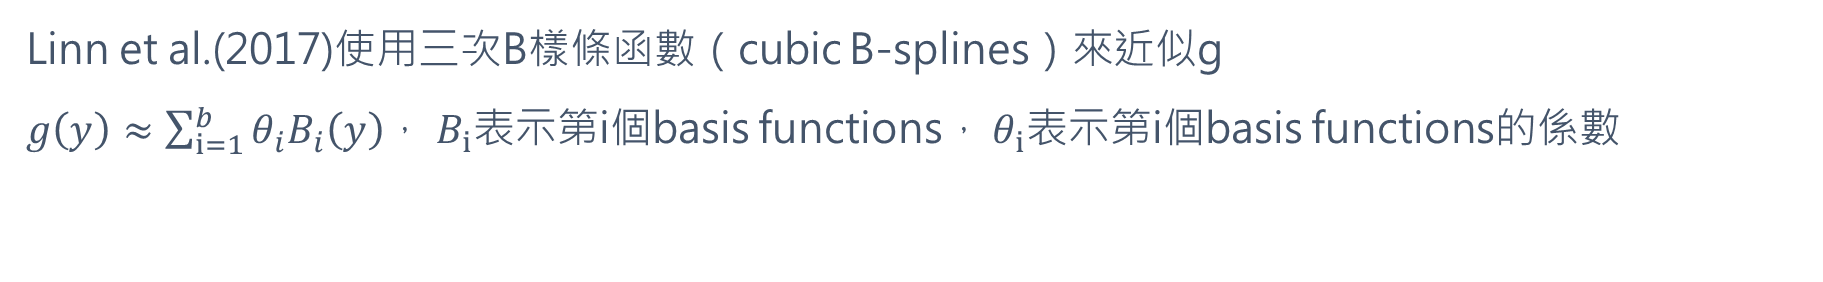 Linn et al.(2017)使用三次B樣條函數（cubic B-splines）來近似g
𝑔(𝑦) ≈ ∑ᵢ₌₁ᵇ 𝜃ᵢ𝐵ᵢ(𝑦)， 𝐵ᵢ表示第i個basis functions， 𝜃ᵢ表示第i個basis functions的係數